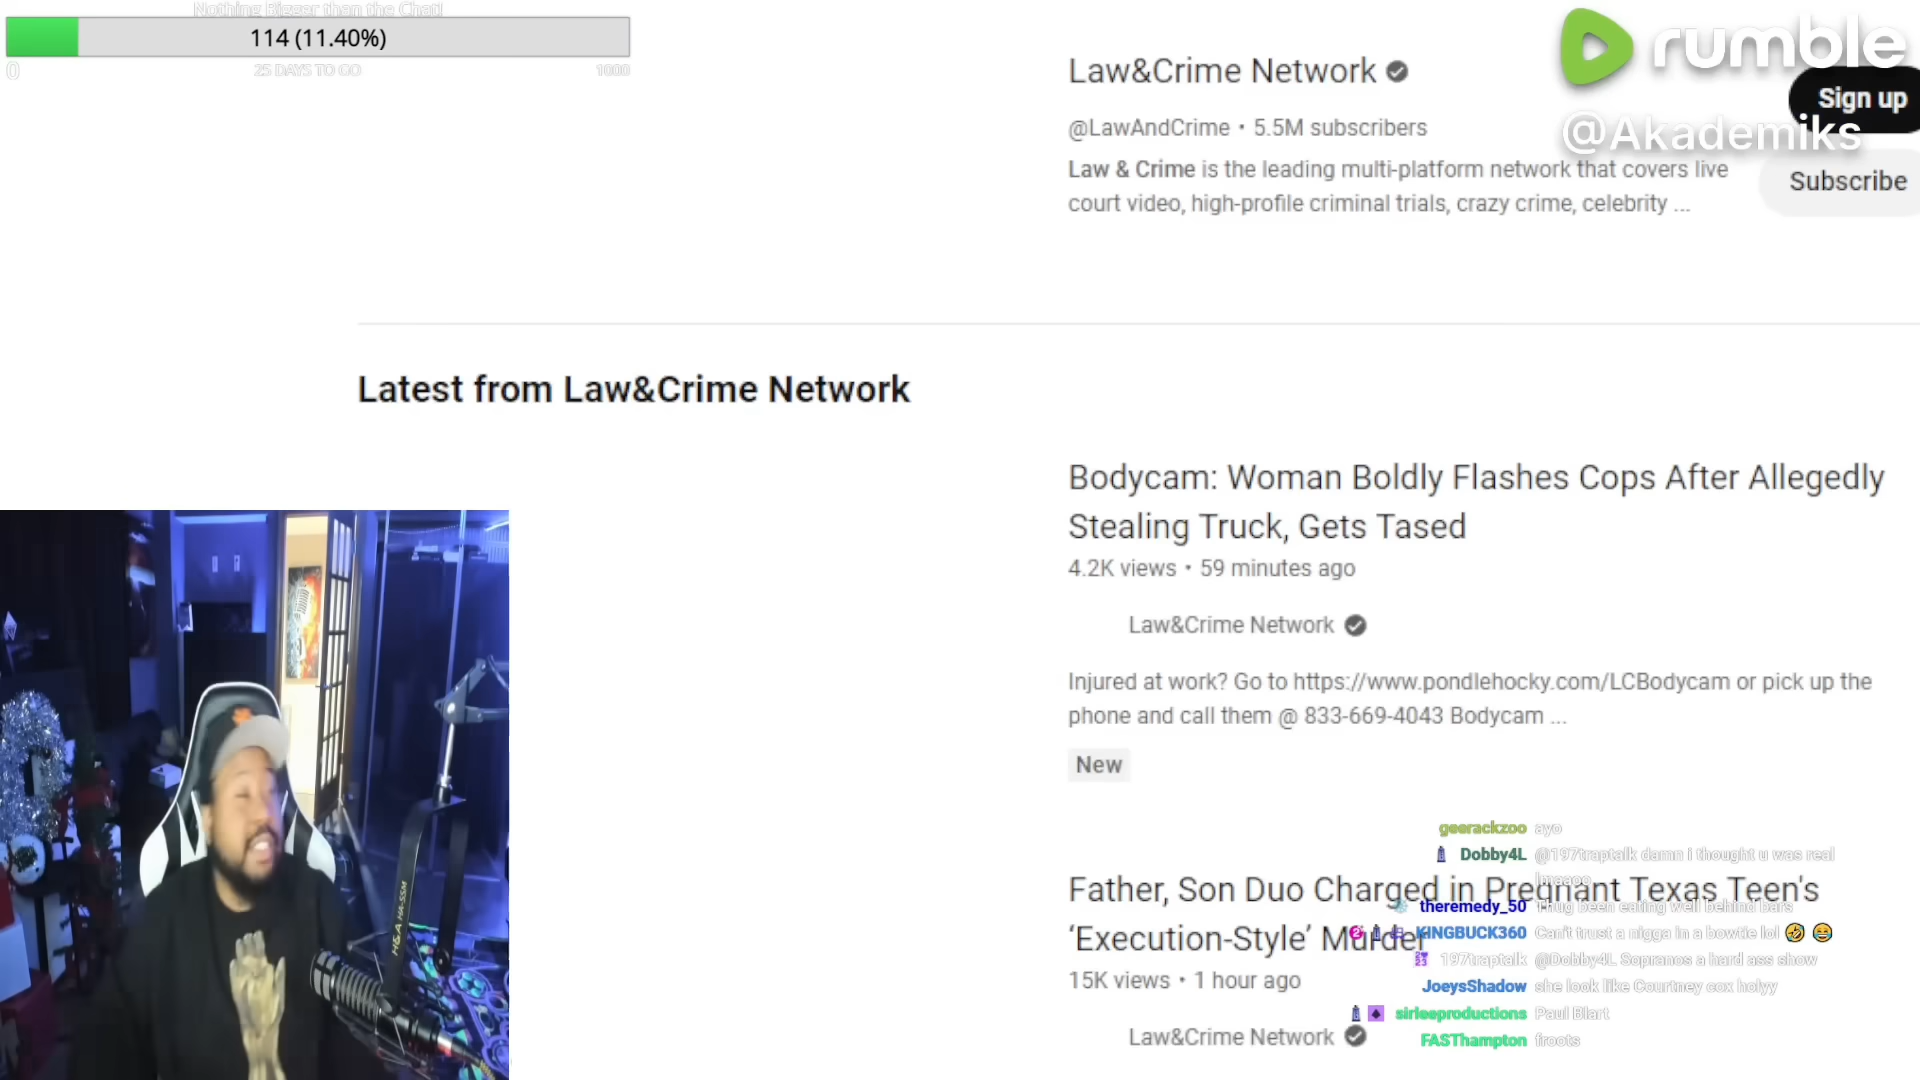 Nothing Bigger than the Chat!
114 (11.40%)
0
25 DAYS TO GO
1000
rumble
@Akademiks
Sign up
Subscribe
Law&Crime Network
@LawAndCrime • 5.5M subscribers
Law & Crime is the leading multi-platform network that covers live
court video, high-profile criminal trials, crazy crime, celebrity ...
Latest from Law&Crime Network
Bodycam: Woman Boldly Flashes Cops After Allegedly
Stealing Truck, Gets Tased
4.2K views • 59 minutes ago
Law&Crime Network
Injured at work? Go to https://www.pondlehocky.com/LCBodycam or pick up the
phone and call them @ 833-669-4043 Bodycam ...
New
Father, Son Duo Charged in Pregnant Texas Teen's
‘Execution-Style’ Murder
15K views • 1 hour ago
Law&Crime Network
geerackzoo ayo
Dobby4L @197traptalk damn i thought u was real
lmaaoo
theremedy_50 Thug been eating well behind bars
KINGBUCK360 Can't trust a nigga in a bowtie lol 🤣 😂
197traptalk @Dobby4L Sopranos a hard ass show
JoeysShadow she look like Courtney cox holyy
sirleeproductions Paul Blart
FASThampton froots